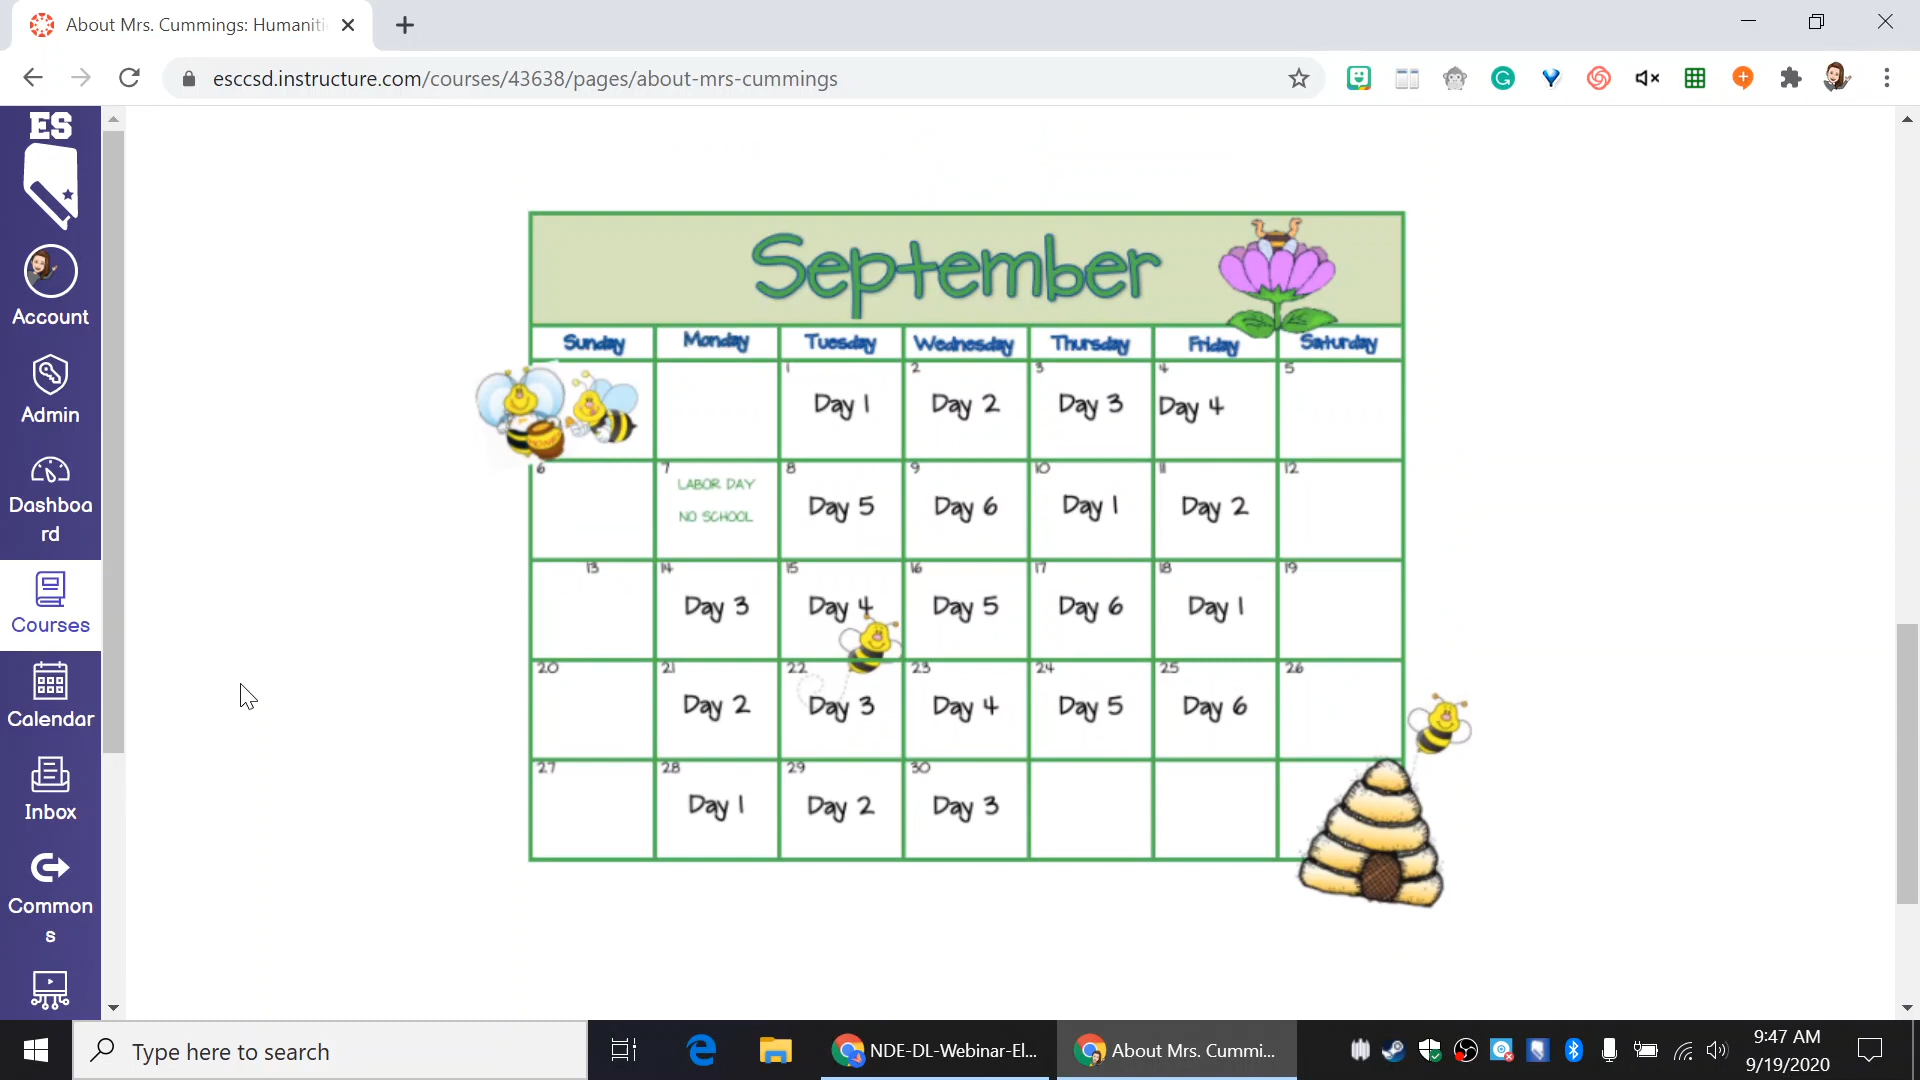 About Mrs. Cummings: Humaniti
esccsd.instructure.com/courses/43638/pages/about-mrs-cummings
ES
Account
Admin
Dashboa
rd
Courses
Calendar
Inbox
Common
s
September
Sunday Monday Tuesday Wednesday Thursday Friday Saturday
1 2 3 4 5
Day 1 Day 2 Day 3 Day 4
6 7 8 9 10 11 12
LABOR DAY
NO SCHOOL
Day 5 Day 6 Day 1 Day 2
13 14 15 16 17 18 19
Day 3 Day 4 Day 5 Day 6 Day 1
20 21 22 23 24 25 26
Day 2 Day 3 Day 4 Day 5 Day 6
27 28 29 30
Day 1 Day 2 Day 3
Type here to search
NDE-DL-Webinar-El...
About Mrs. Cummi...
9:47 AM
9/19/2020